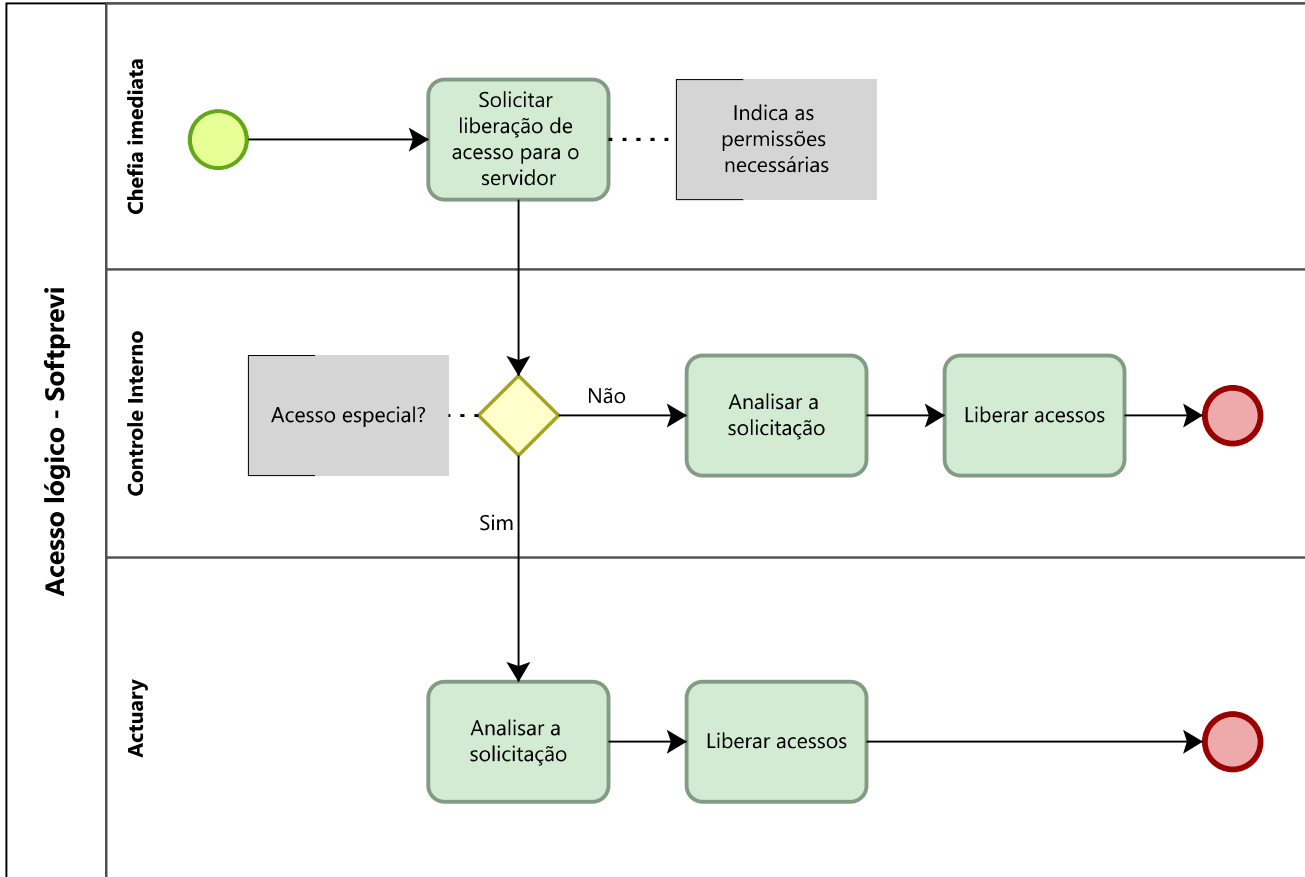 Acesso lógico - Softprevi
Chefia imediata
Solicitar
liberação de
acesso para o
servidor
Indica as
permissões
necessárias
Controle Interno
Acesso especial?
Não
Analisar a
solicitação
Liberar acessos
Sim
Actuary
Analisar a
solicitação
Liberar acessos